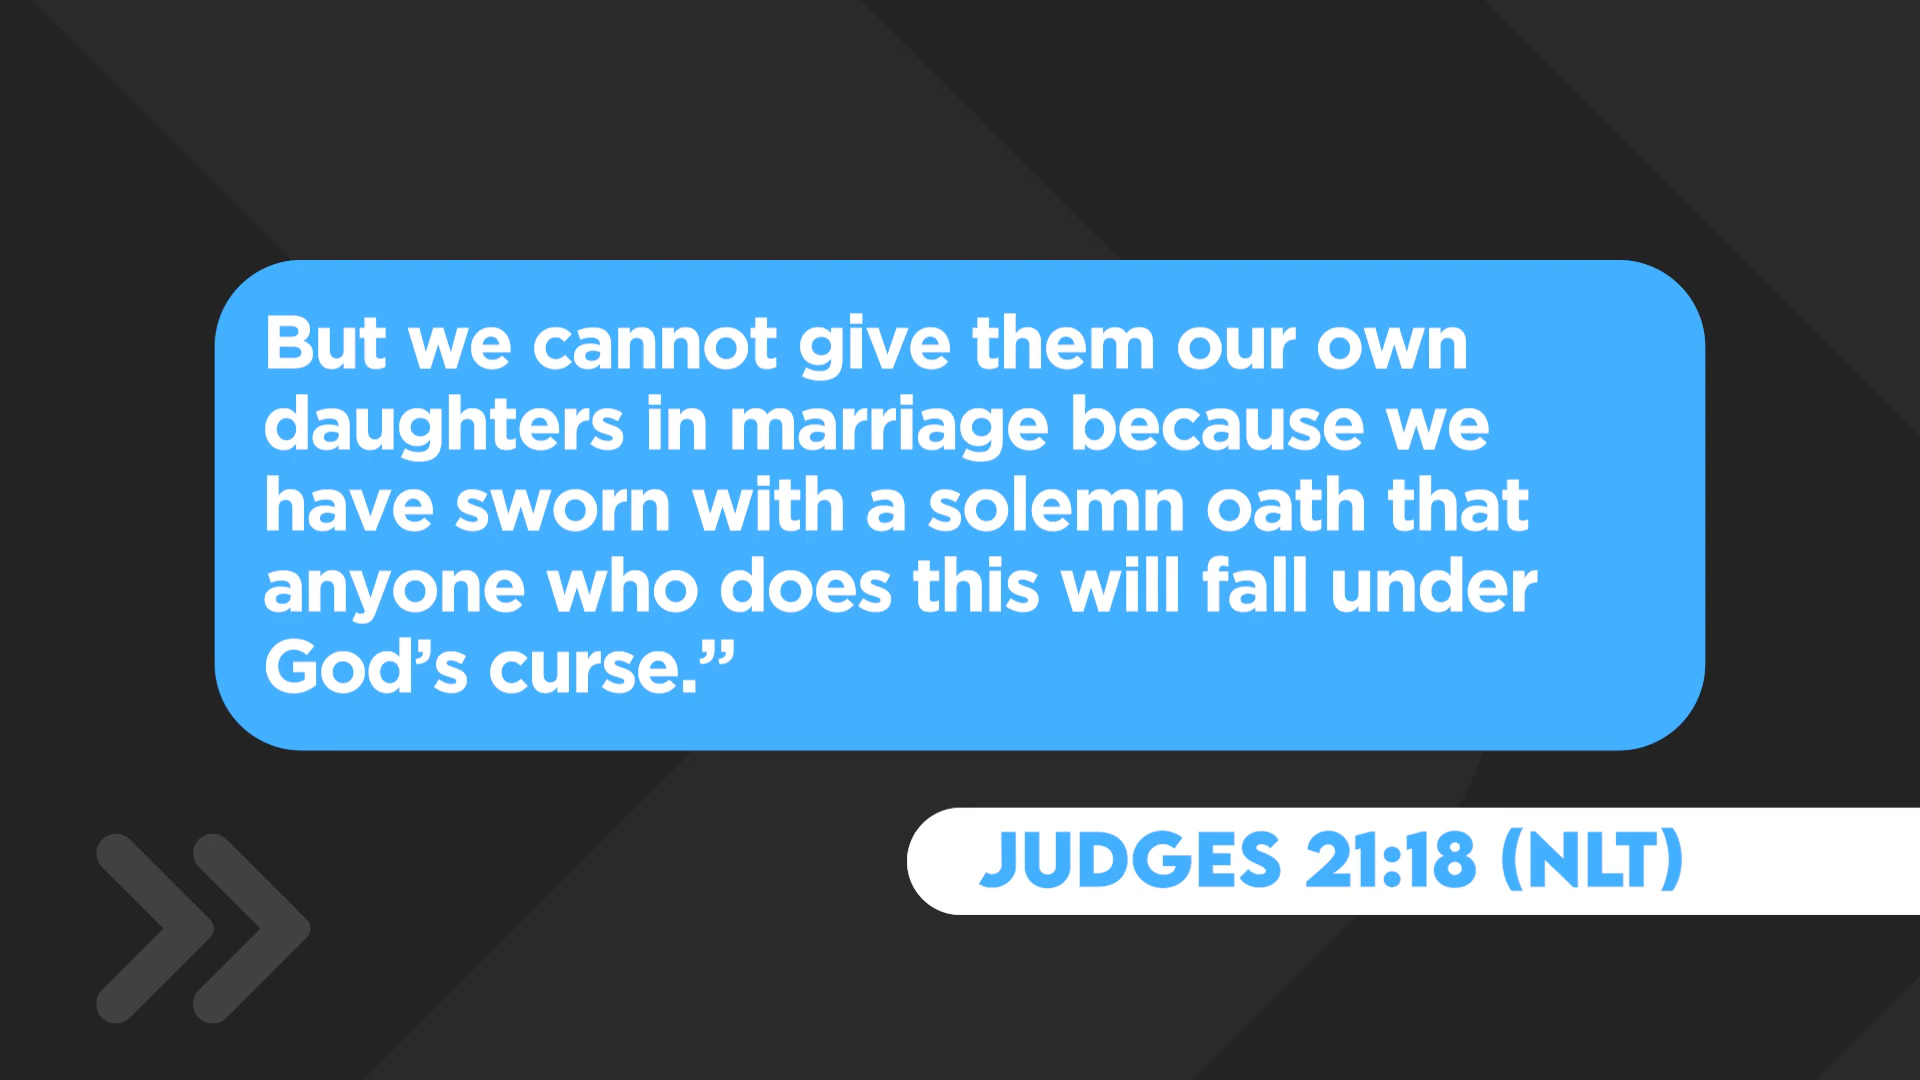 But we cannot give them our own
daughters in marriage because we
have sworn with a solemn oath that
anyone who does this will fall under
God’s curse.”
JUDGES 21:18 (NLT)